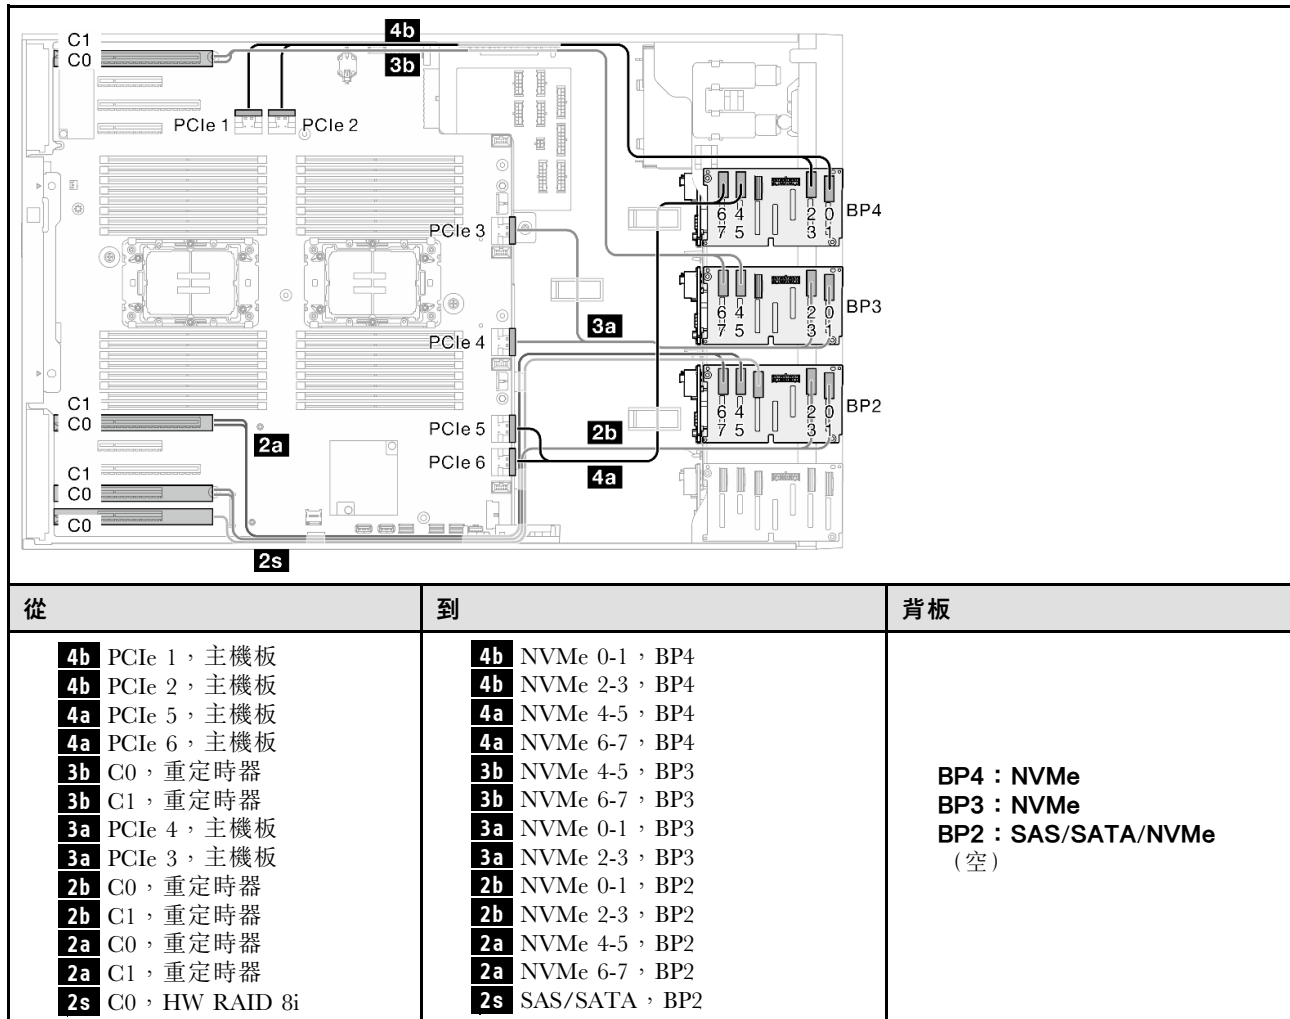 C1
C0
4b
3b
PCIe 1
PCIe 2
PCIe 3
PCIe 4
PCIe 5
PCIe 6
3a
2b
4a
C1
C0
2a
C1
C0
C0
2s
6 4 2 0
7 5 3 1
BP4
6 4 2 0
7 5 3 1
BP3
6 4 2 0
7 5 3 1
BP2
從 到 背板
4b PCIe 1，主機板
4b PCIe 2，主機板
4a PCIe 5，主機板
4a PCIe 6，主機板
3b C0，重定時器
3b C1，重定時器
3a PCIe 4，主機板
3a PCIe 3，主機板
2b C0，重定時器
2b C1，重定時器
2a C0，重定時器
2a C1，重定時器
2s C0，HW RAID 8i
4b NVMe 0-1，BP4
4b NVMe 2-3，BP4
4a NVMe 4-5，BP4
4a NVMe 6-7，BP4
3b NVMe 4-5，BP3
3b NVMe 6-7，BP3
3a NVMe 0-1，BP3
3a NVMe 2-3，BP3
2b NVMe 0-1，BP2
2b NVMe 2-3，BP2
2a NVMe 4-5，BP2
2a NVMe 6-7，BP2
2s SAS/SATA，BP2
BP4：NVMe
BP3：NVMe
BP2：SAS/SATA/NVMe
（空）